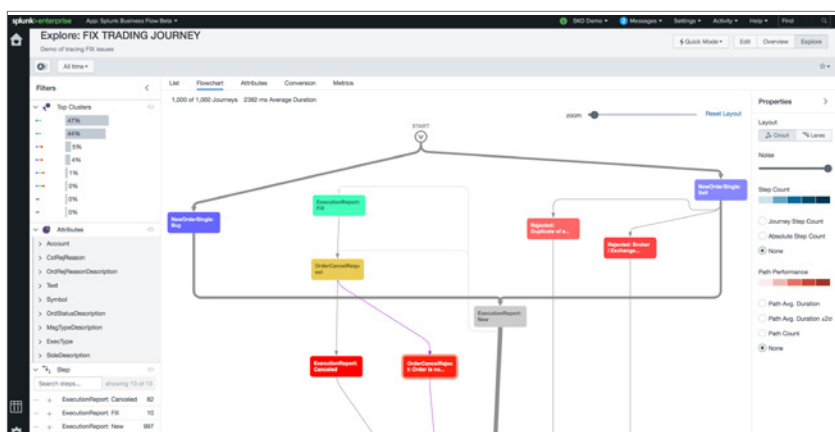 splunk>enterprise App: Splunk Business Flow Beta SKO Demo Messages Settings Activity Help Find
Explore: FIX TRADING JOURNEY
Demo of tracing FIX issues
Quick Mode Edit Overview Explore
All time
Filters
List Flowchart Attributes Conversion Metrics
1,000 of 1,000 Journeys 2382 ms Average Duration
zoom
Reset Layout
Top Clusters
47%
44%
5%
4%
1%
0%
0%
0%
Attributes
Account
CxlRejReason
OrdRejReasonDescription
Text
Symbol
OrdStatusDescription
MsgTypeDescription
ExecType
SideDescription
Step
Search steps... showing 13 of 13
ExecutionReport: Canceled 82
ExecutionReport: Fill 10
ExecutionReport: New 997
START
NewOrderSingle:
Buy
ExecutionReport:
Fill
OrderCancelRequ
est
Rejected:
Duplicate of a...
Rejected: Broker
/ Exchange...
NewOrderSingle:
Sell
ExecutionReport:
New
ExecutionReport:
Canceled
OrderCancelRejec
t: Order is no...
Properties
Layout
Circuit Lanes
Noise
Step Count
Journey Step Count
Absolute Step Count
None
Path Performance
Path Avg. Duration
Path Avg. Duration ±2σ
Path Count
None